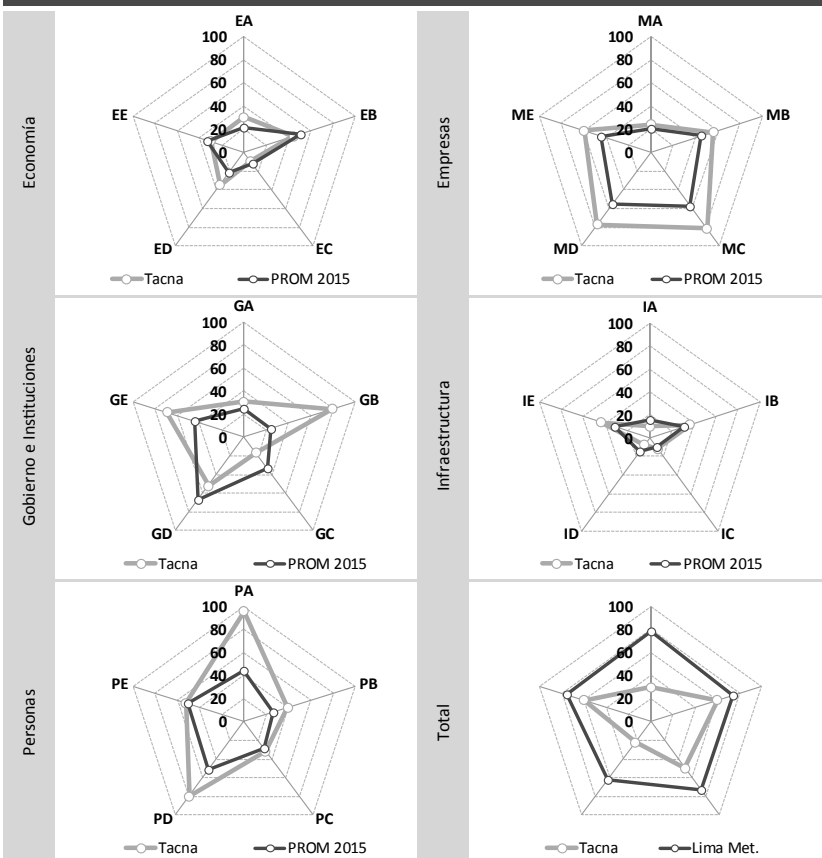 Economía
EA
100
80
60
40
20
0
EB
EC
ED
EE
Tacna
PROM 2015
Empresas
MA
100
80
60
40
20
0
MB
MC
MD
ME
Tacna
PROM 2015
Gobierno e Instituciones
GA
100
80
60
40
20
0
GB
GC
GD
GE
Tacna
PROM 2015
Infraestructura
IA
100
80
60
40
20
0
IB
IC
ID
IE
Tacna
PROM 2015
Personas
PA
100
80
60
40
20
0
PB
PC
PD
PE
Tacna
PROM 2015
Total
100
80
60
40
20
0
Tacna
Lima Met.